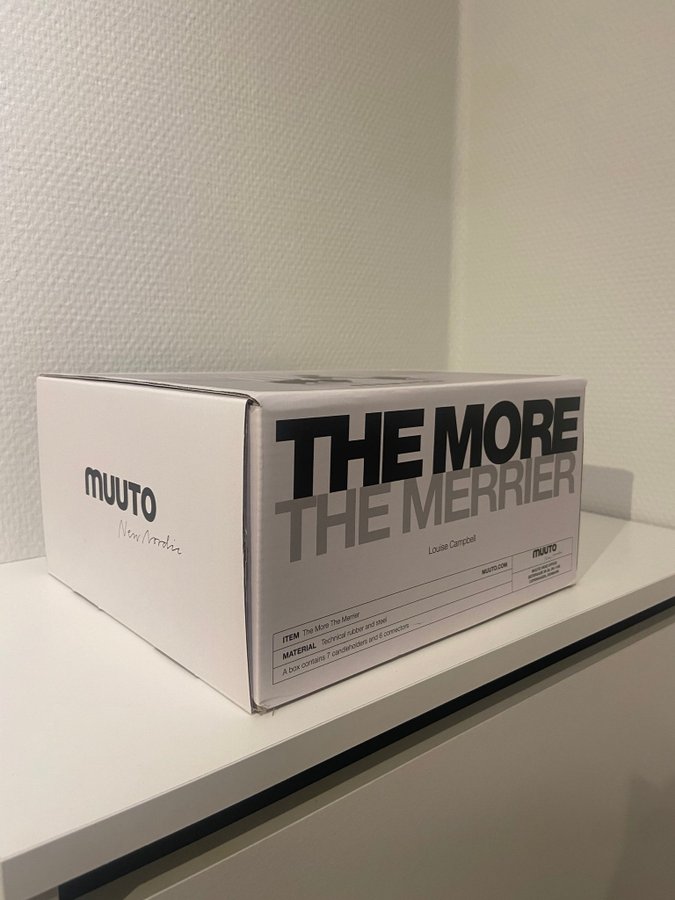 muuto
New Nordic
THE MORE
THE MERRIER
Louise Campbell
MUUTO.COM
muuto
ITEM The More The Merrier
MATERIAL Technical rubber and steel
A box contains 7 candleholders and 6 connectors